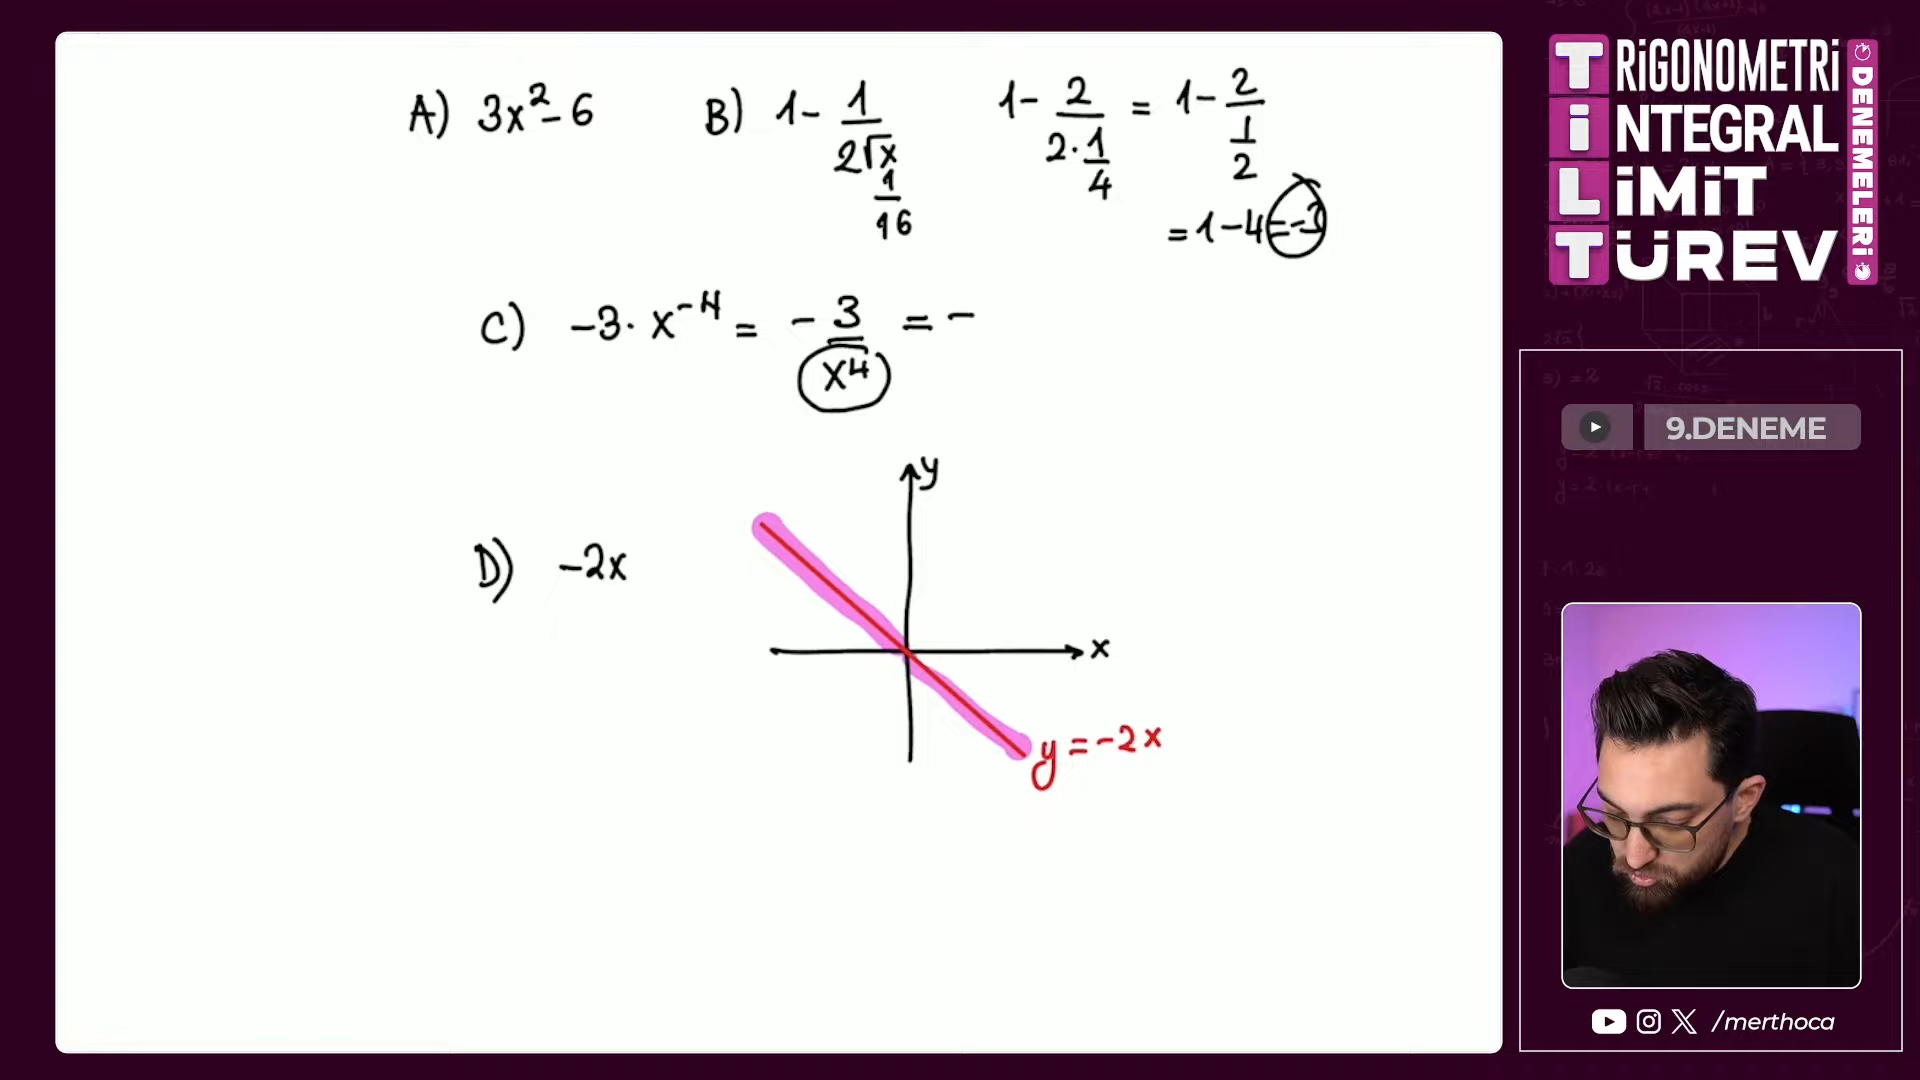 A) 3x²-6
B) 1- 1/2√x
1/16
1- 2/(2·1/4) = 1- 2/(1/2)
= 1-4=-3
C) -3·x⁻⁴ = -3/x⁴ = -
D) -2x
y
x
y=-2x
TRiGONOMETRi
iNTEGRAL
LiMiT
TÜREV
DENEMELERi
9.DENEME
/merthoca